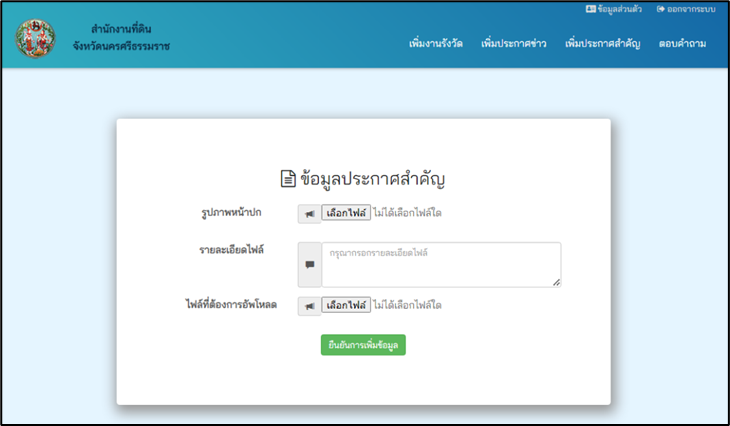 ข้อมูลส่วนตัว ออกจากระบบ
สำนักงานที่ดิน
จังหวัดนครศรีธรรมราช
เพิ่มงานรังวัด เพิ่มประกาศข่าว เพิ่มประกาศสำคัญ ตอบคำถาม
ข้อมูลประกาศสำคัญ
รูปภาพหน้าปก เลือกไฟล์ ไม่ได้เลือกไฟล์ใด
รายละเอียดไฟล์ กรุณากรอกรายละเอียดไฟล์
ไฟล์ที่ต้องการอัพโหลด เลือกไฟล์ ไม่ได้เลือกไฟล์ใด
ยืนยันการเพิ่มข้อมูล